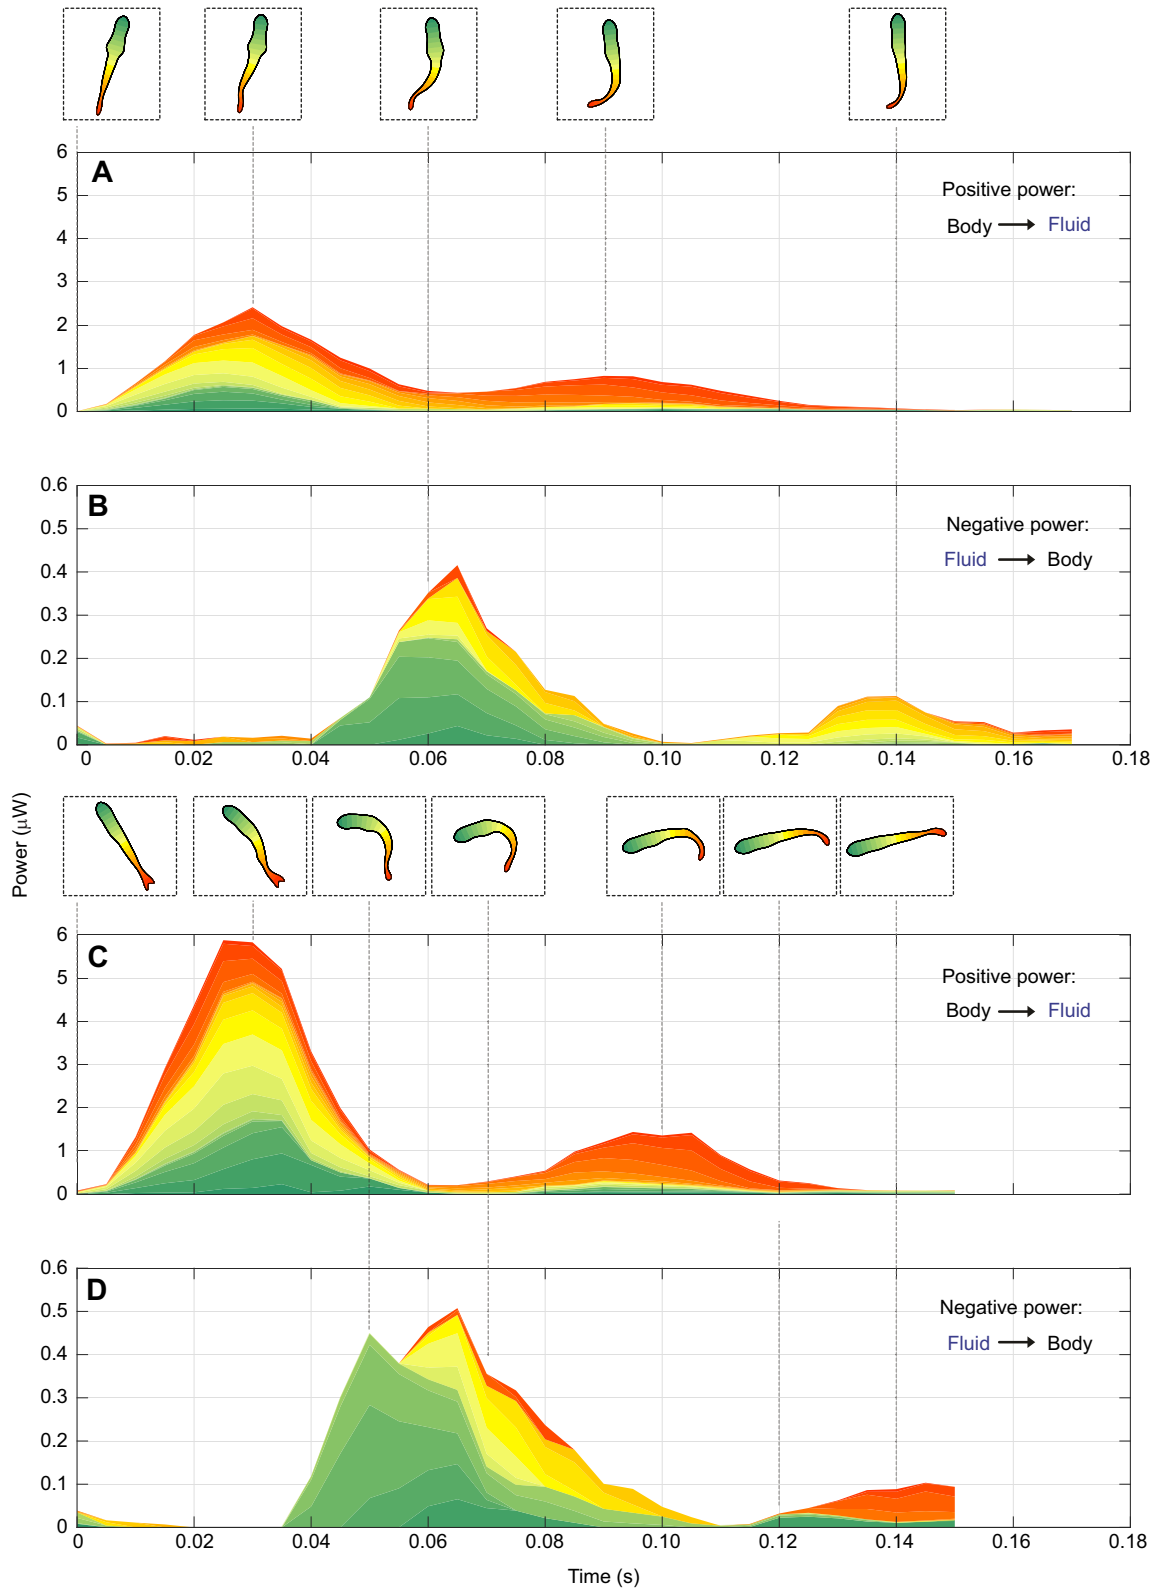 A
6
5
4
3
2
1
0
Positive power:
Body → Fluid
B
0.6
0.5
0.4
0.3
0.2
0.1
0
Negative power:
Fluid → Body
0 0.02 0.04 0.06 0.08 0.10 0.12 0.14 0.16 0.18
Power (µW)
C
6
5
4
3
2
1
0
Positive power:
Body → Fluid
D
0.6
0.5
0.4
0.3
0.2
0.1
0
Negative power:
Fluid → Body
0 0.02 0.04 0.06 0.08 0.10 0.12 0.14 0.16 0.18
Time (s)